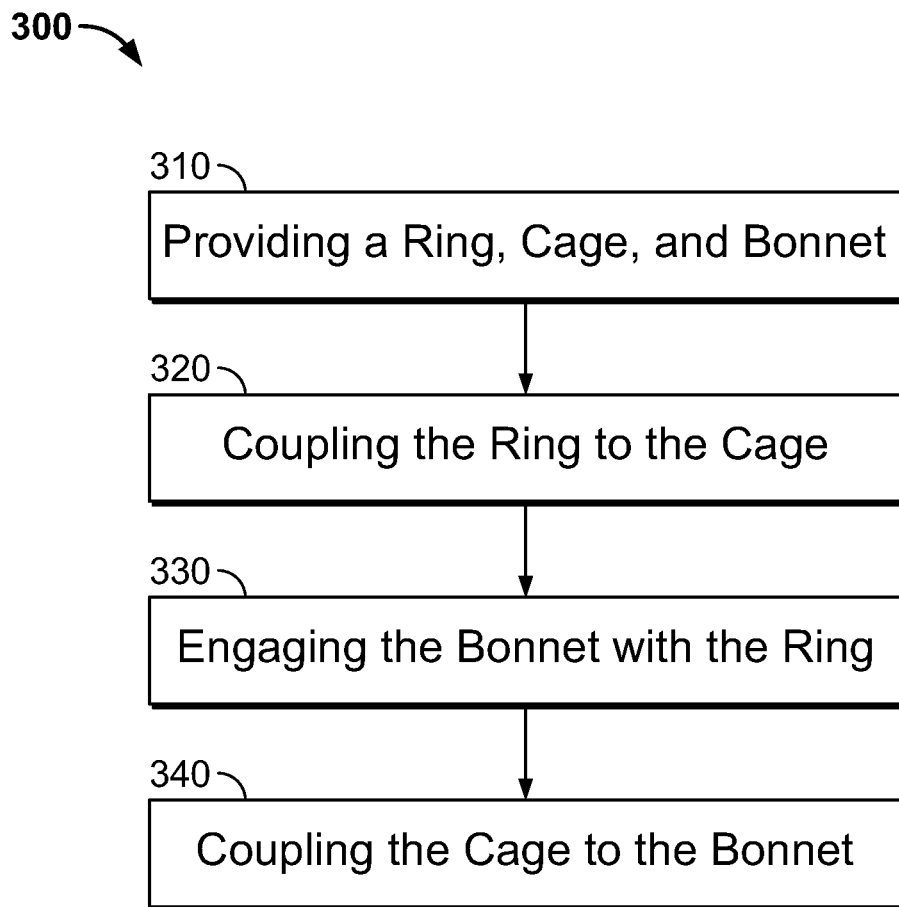 300
310
Providing a Ring, Cage, and Bonnet
320
Coupling the Ring to the Cage
330
Engaging the Bonnet with the Ring
340
Coupling the Cage to the Bonnet